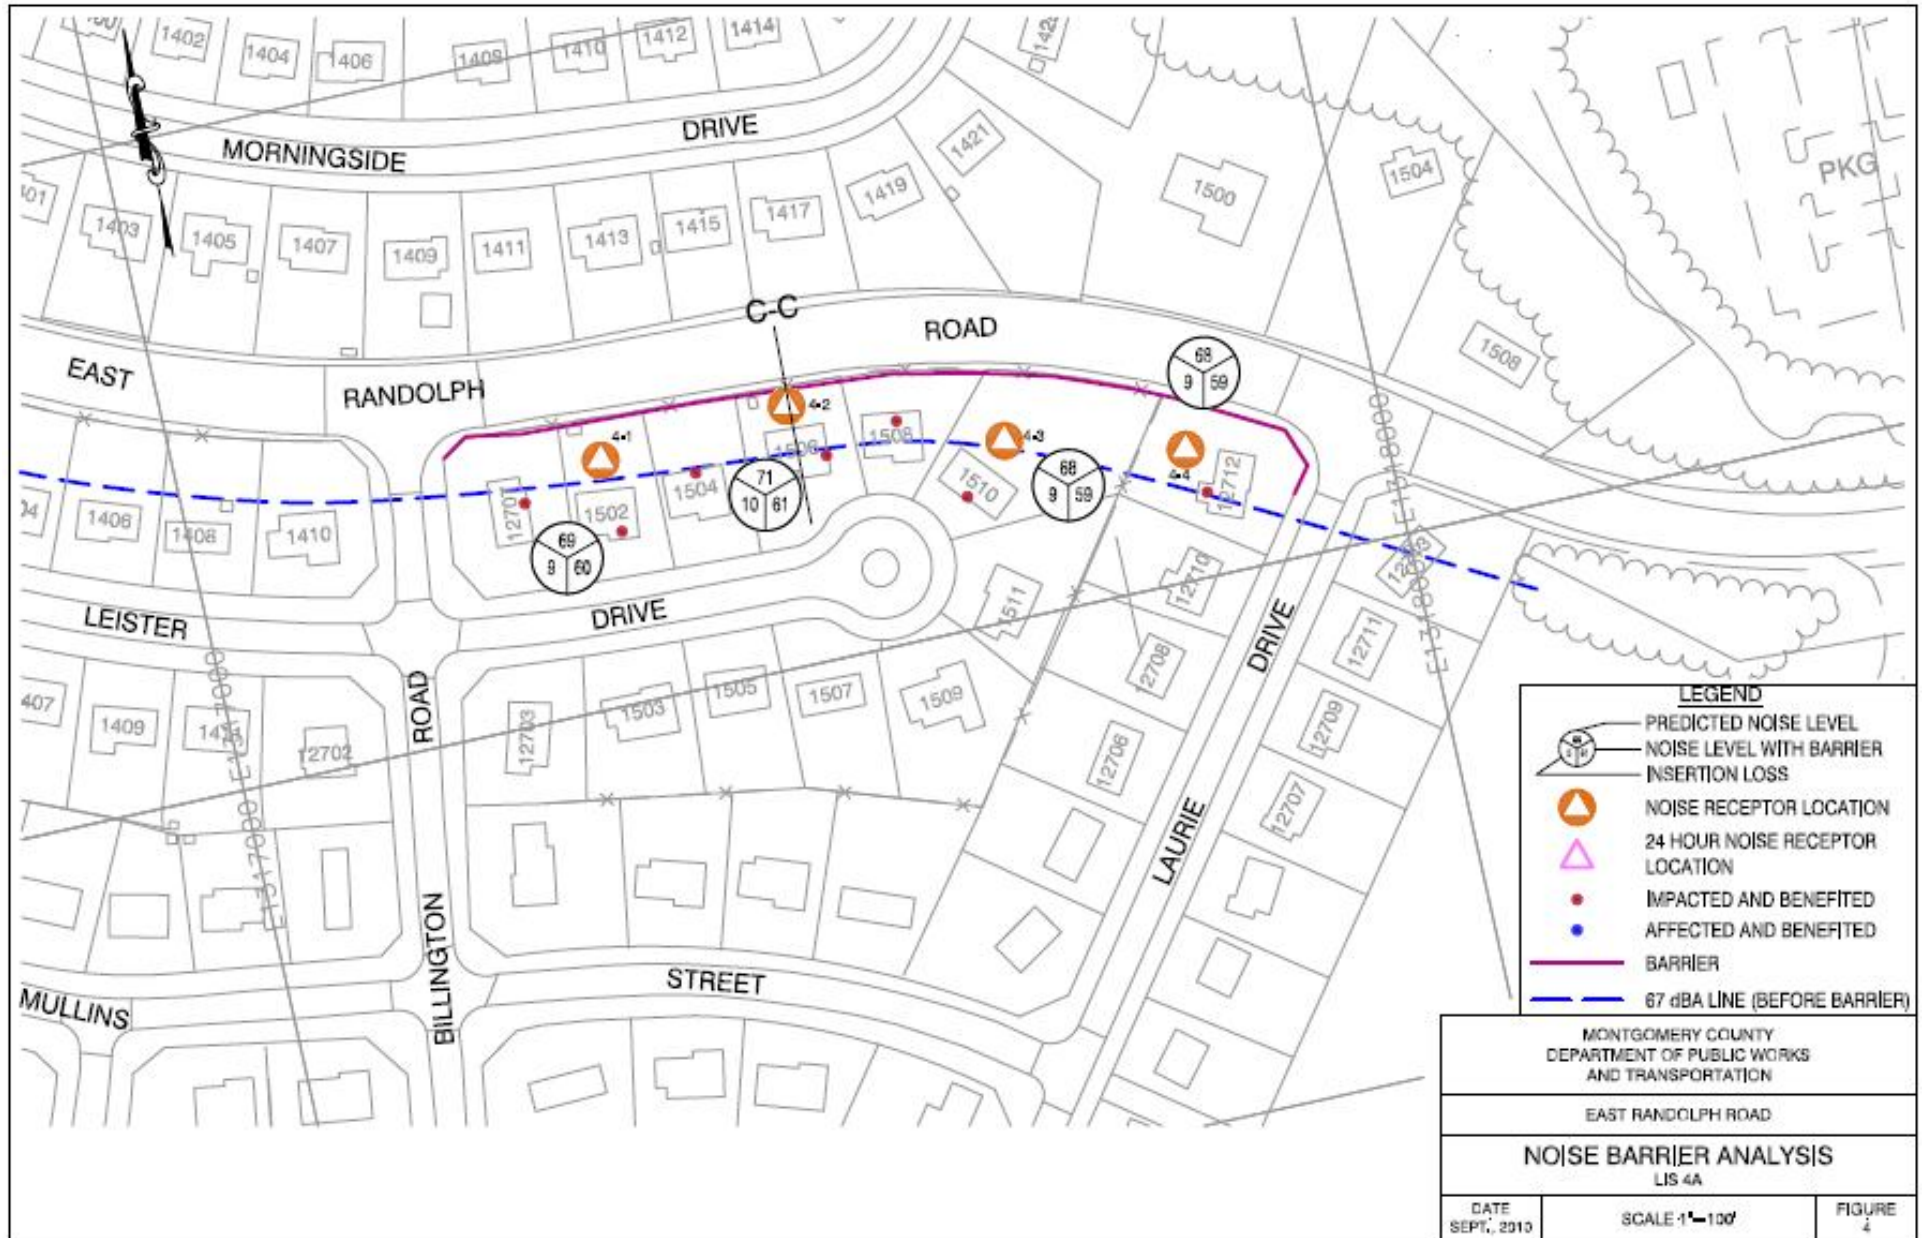 1402
1404
1406
1408
1410
1412
1414
DRIVE
MORNINGSIDE
1421
1419
1500
1504
PKG
1403
1405
1407
1409
1411
1413
1415
1417
C-C
ROAD
EAST
RANDOLPH
1508
68
9 59
4-1
4-2
4-3
4-4
12707
1502
1504
1506
1508
1510
12712
69
9 60
71
10 61
68
9 59
1406
1408
1410
LEISTER
DRIVE
1511
12710
12708
12706
12711
12709
12707
DRIVE
LAURIE
407
1409
12702
ROAD
BILLINGTON
12703
1503
1505
1507
1509
E1317000 E1317000
E1318000 E1318000
MULLINS
STREET
LEGEND
PREDICTED NOISE LEVEL
NOISE LEVEL WITH BARRIER
INSERTION LOSS
NOISE RECEPTOR LOCATION
24 HOUR NOISE RECEPTOR
LOCATION
IMPACTED AND BENEFITED
AFFECTED AND BENEFITED
BARRIER
67 dBA LINE (BEFORE BARRIER)
MONTGOMERY COUNTY
DEPARTMENT OF PUBLIC WORKS
AND TRANSPORTATION
EAST RANDOLPH ROAD
NOISE BARRIER ANALYSIS
LIS 4A
DATE
SEPT., 2010
SCALE 1"=100'
FIGURE
4